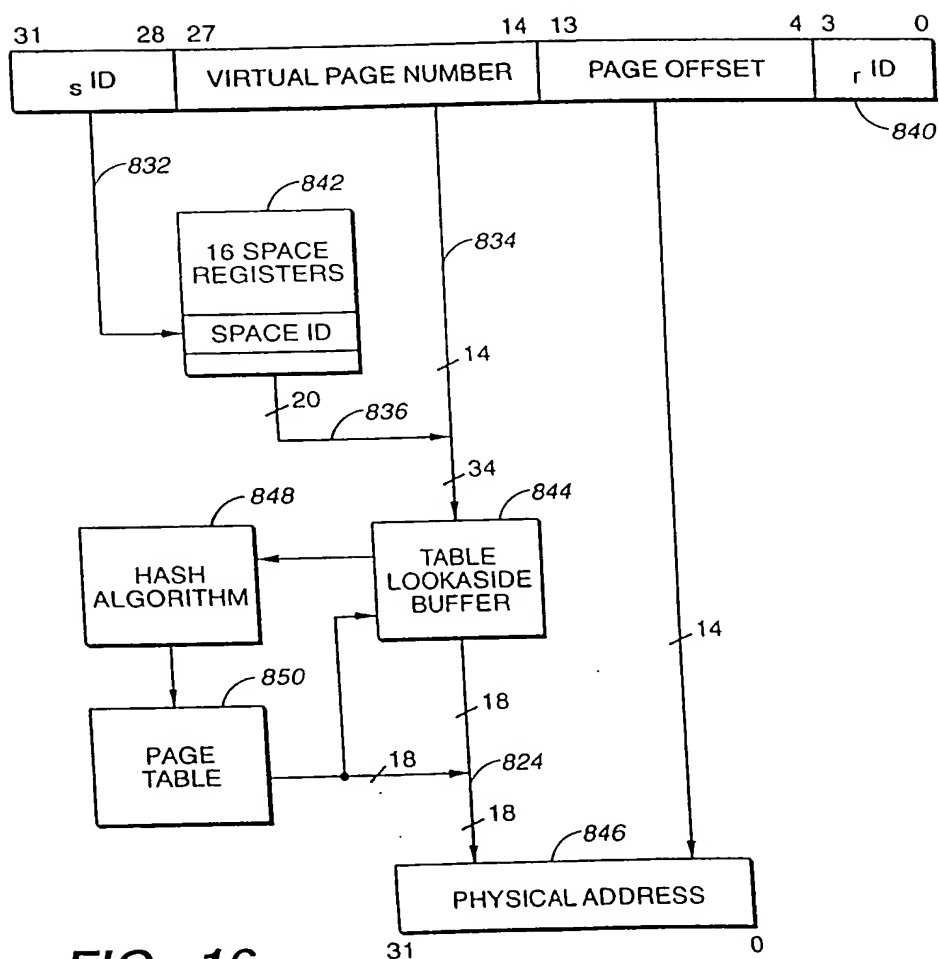 31 28 27 14 13 4 3 0
s ID VIRTUAL PAGE NUMBER PAGE OFFSET r ID
840
832
842
16 SPACE
REGISTERS
SPACE ID
834
14
20
836
34
844
848
TABLE
LOOKASIDE
BUFFER
HASH
ALGORITHM
14
850
18
PAGE
TABLE
18
824
18
846
PHYSICAL ADDRESS
31 0
FIG. 16